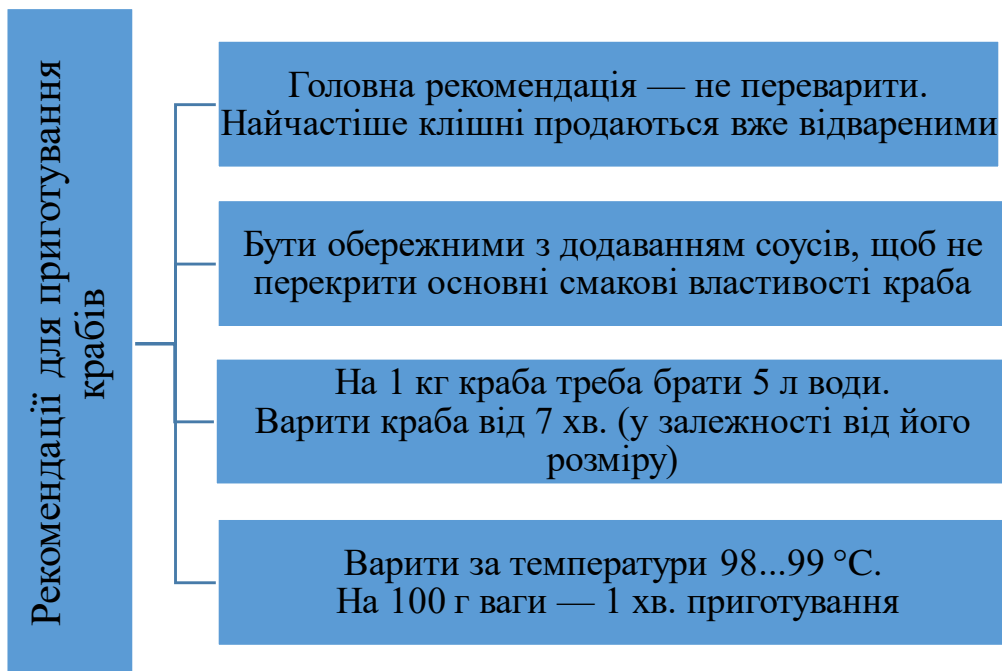 Рекомендації для приготування
крабів
Головна рекомендація — не переварити.
Найчастіше клішні продаються вже відвареними
Бути обережними з додаванням соусів, щоб не
перекрити основні смакові властивості краба
На 1 кг краба треба брати 5 л води.
Варити краба від 7 хв. (у залежності від його
розміру)
Варити за температури 98...99 °С.
На 100 г ваги — 1 хв. приготування